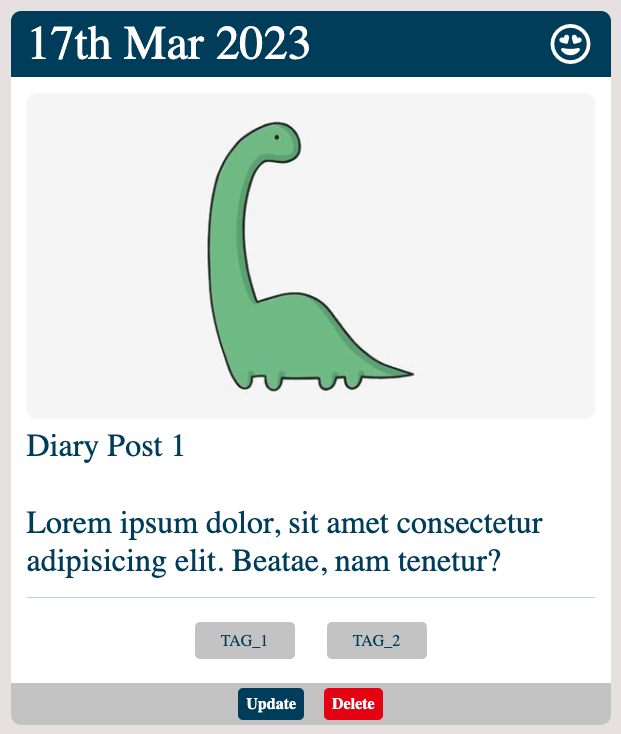 17th Mar 2023
Diary Post 1
Lorem ipsum dolor, sit amet consectetur
adipisicing elit. Beatae, nam tenetur?
TAG_1 TAG_2
Update Delete